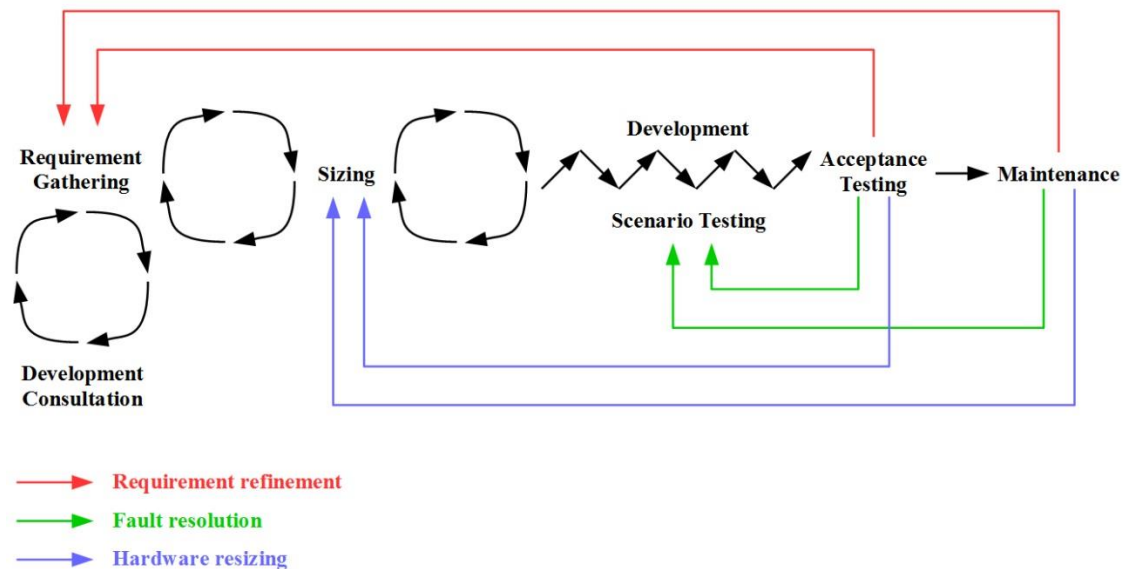 Requirement
Gathering
Sizing
Development
Scenario Testing
Acceptance
Testing
Maintenance
Development
Consultation
Requirement refinement
Fault resolution
Hardware resizing